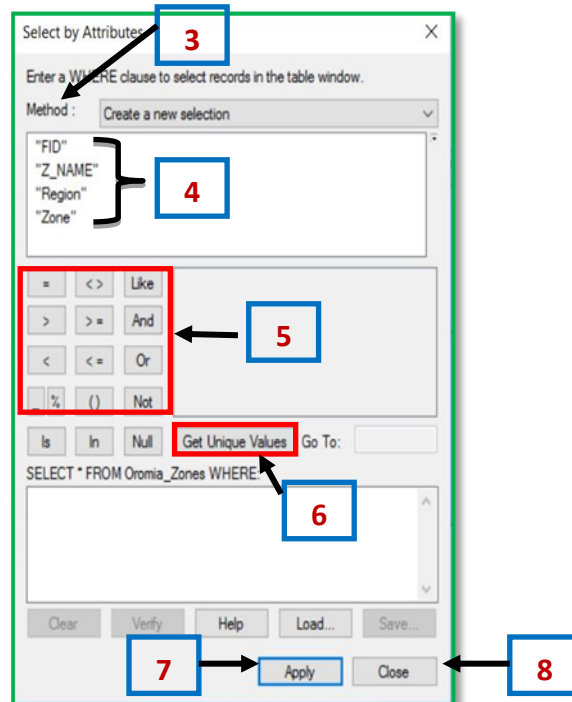 Select by Attributes
3
Enter a WHERE clause to select records in the table window.
Method : Create a new selection
"FID"
"Z_NAME"
"Region"
"Zone"
4
= <> Like
> >= And
< <= Or
_ % () Not
5
Is In Null Get Unique Values Go To:
SELECT * FROM Oromia_Zones WHERE:
6
Clear Verify Help Load... Save...
7 Apply Close 8